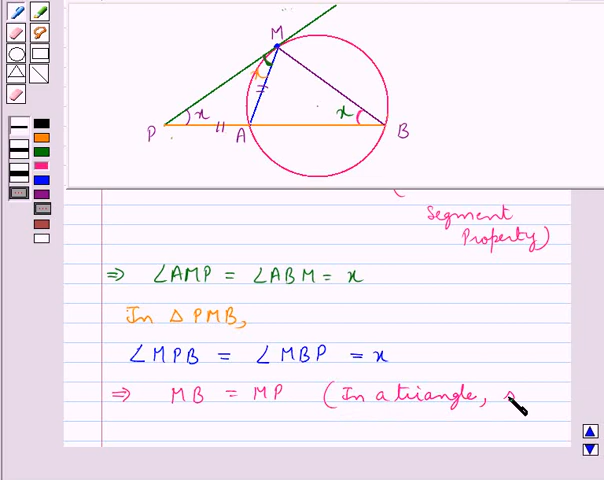 M
x
x
P
A
B
Segment
Property)
⇒ ∠AMP = ∠ABM = x
In △ PMB,
∠MPB = ∠MBP = x
⇒ MB = MP (In a triangle,